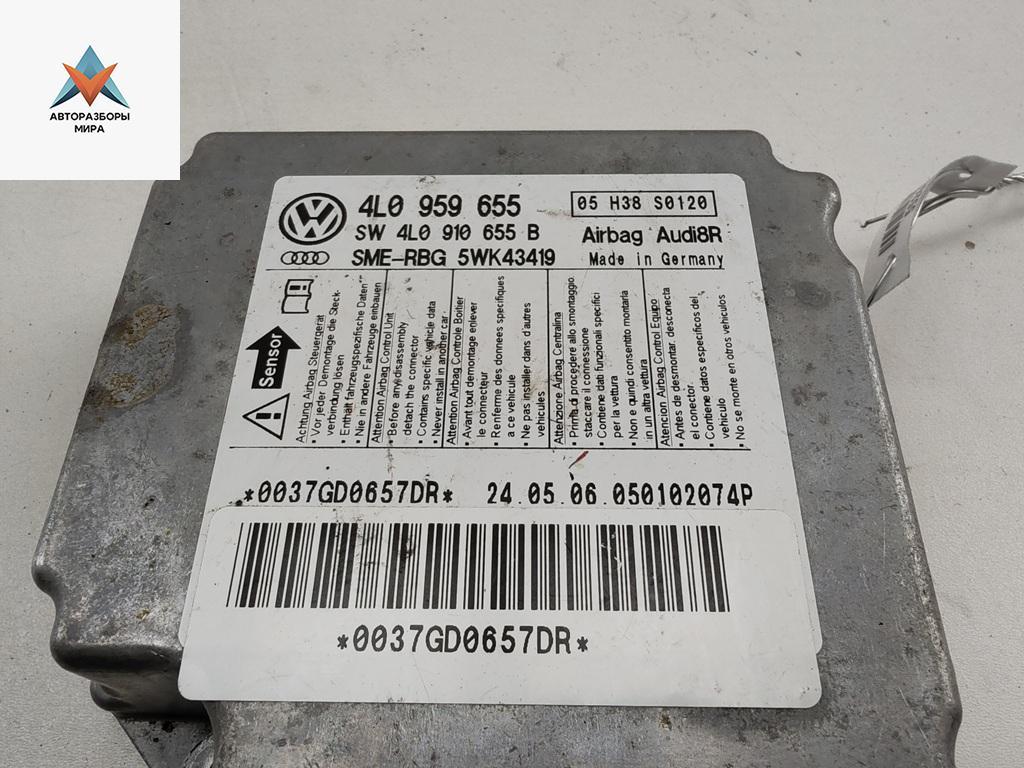 АВТОРАЗБОРЫ
МИРА
4L0 959 655
05 H38 S0120
SW 4L0 910 655 B
Airbag Audi8R
SME-RBG 5WK43419
Made in Germany
Sensor
Achtung Airbag Steuergerät
• Vor jeder Demontage die Steck-
verbindung lösen
• Enthält fahrzeugspezifische Daten
• Nie in andere Fahrzeuge einbauen
Attention Airbag Control Unit
• Before any disassembly
detach the connector
• Contains specific vehicle data
• Never install in another car
Attention Airbag Controle Boitier
• Avant tout demontage enlever
le connecteur
• Renferme des donnees specifiques
a ce vehicule
• Ne pas installer dans d'autres
vehicules
Attenzione Airbag Centralina
• Prima di procedere allo smontaggio
staccare il connessione
• Contiene dati funzionali specifici
per la vettura
• Non e quindi consentito montarla
in un altra vettura
Atencion Airbag Control Equipo
• Antes de desmontar, desconecta
el conector
• Contiene datos especificos del
vehiculo
• No se monte en otros vehiculos
*0037GD0657DR*
24.05.06.050102074P
*0037GD0657DR*